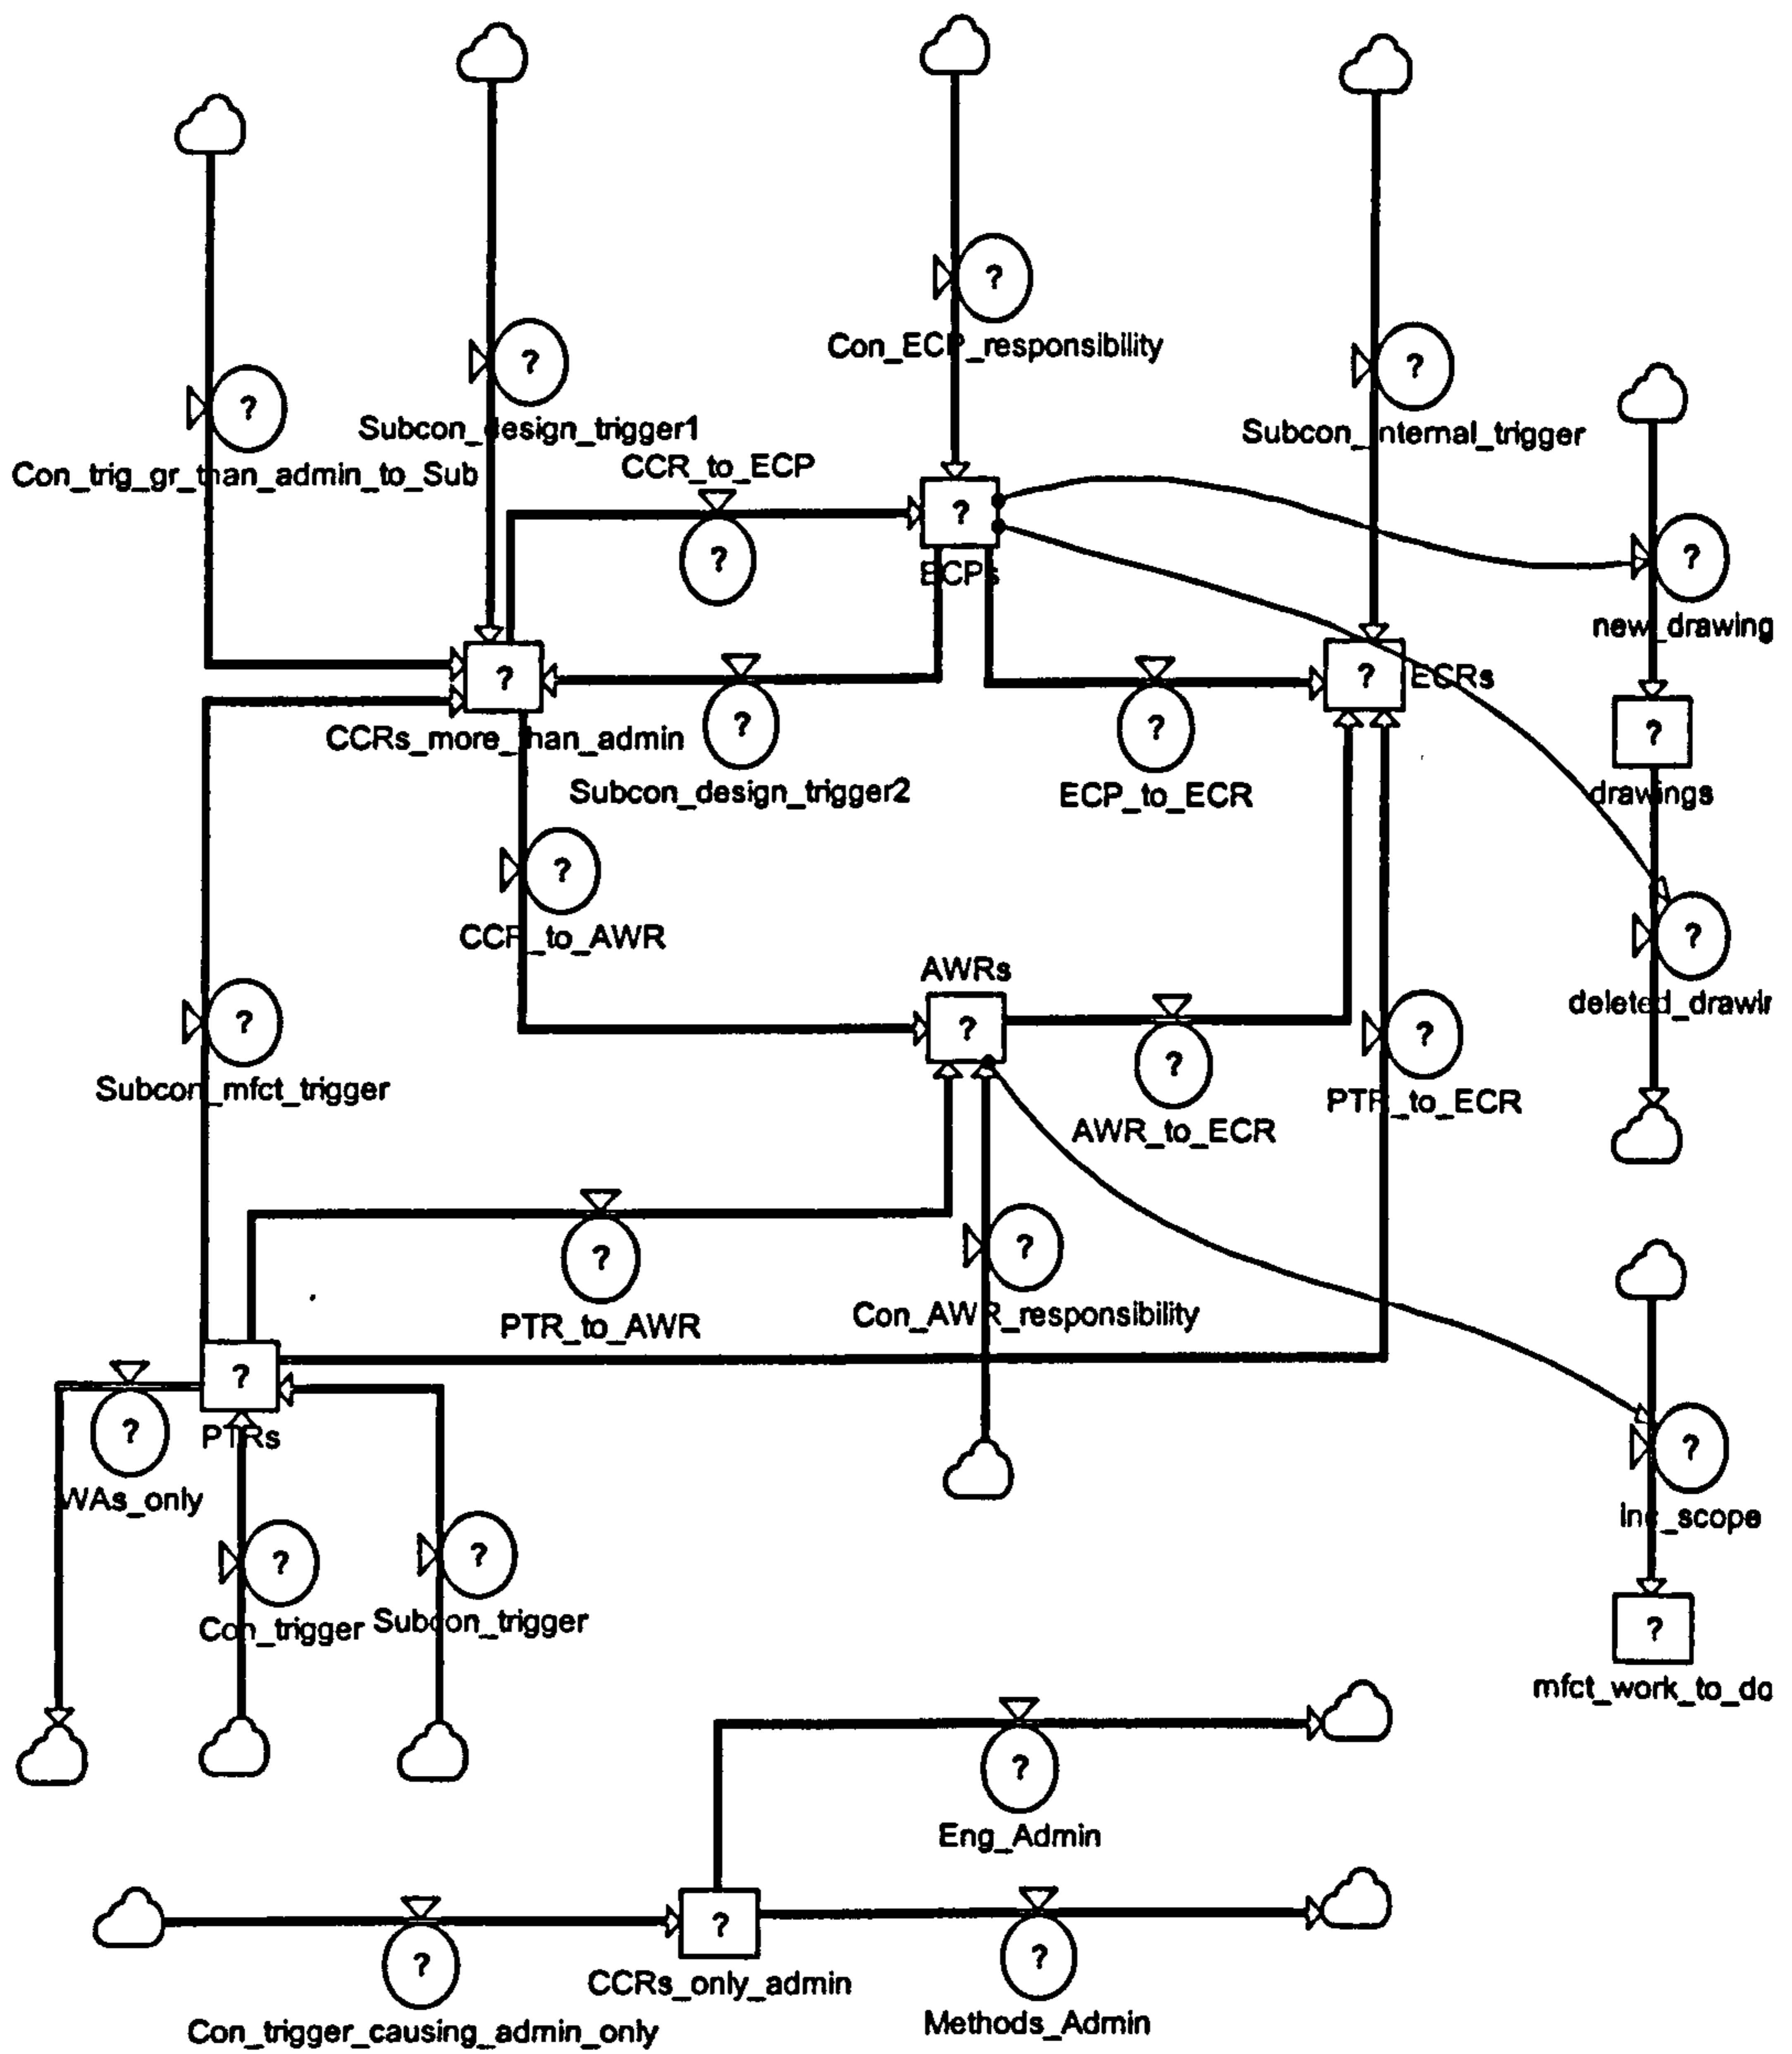 Con_ECP_responsibility
Subcon_design_trigger1
Subcon_internal_trigger
Con_trig_gr_than_admin_to_Sub
CCR_to_ECP
?
?
?
?
?
?
?
ECPs
new_drawing
?
?
ECRs
?
CCRs_more_than_admin
?
?
Subcon_design_trigger2
ECP_to_ECR
drawings
?
CCR_to_AWR
?
AWRs
deleted_drawin
?
?
?
?
Subcon_mfct_trigger
PTR_to_ECR
AWR_to_ECR
?
?
Con_AWR_responsibility
PTR_to_AWR
?
PTRs
?
?
WAs_only
inc_scope
?
?
Con_trigger
Subcon_trigger
?
mfct_work_to_do
?
Eng_Admin
?
?
?
CCRs_only_admin
Con_trigger_causing_admin_only
Methods_Admin